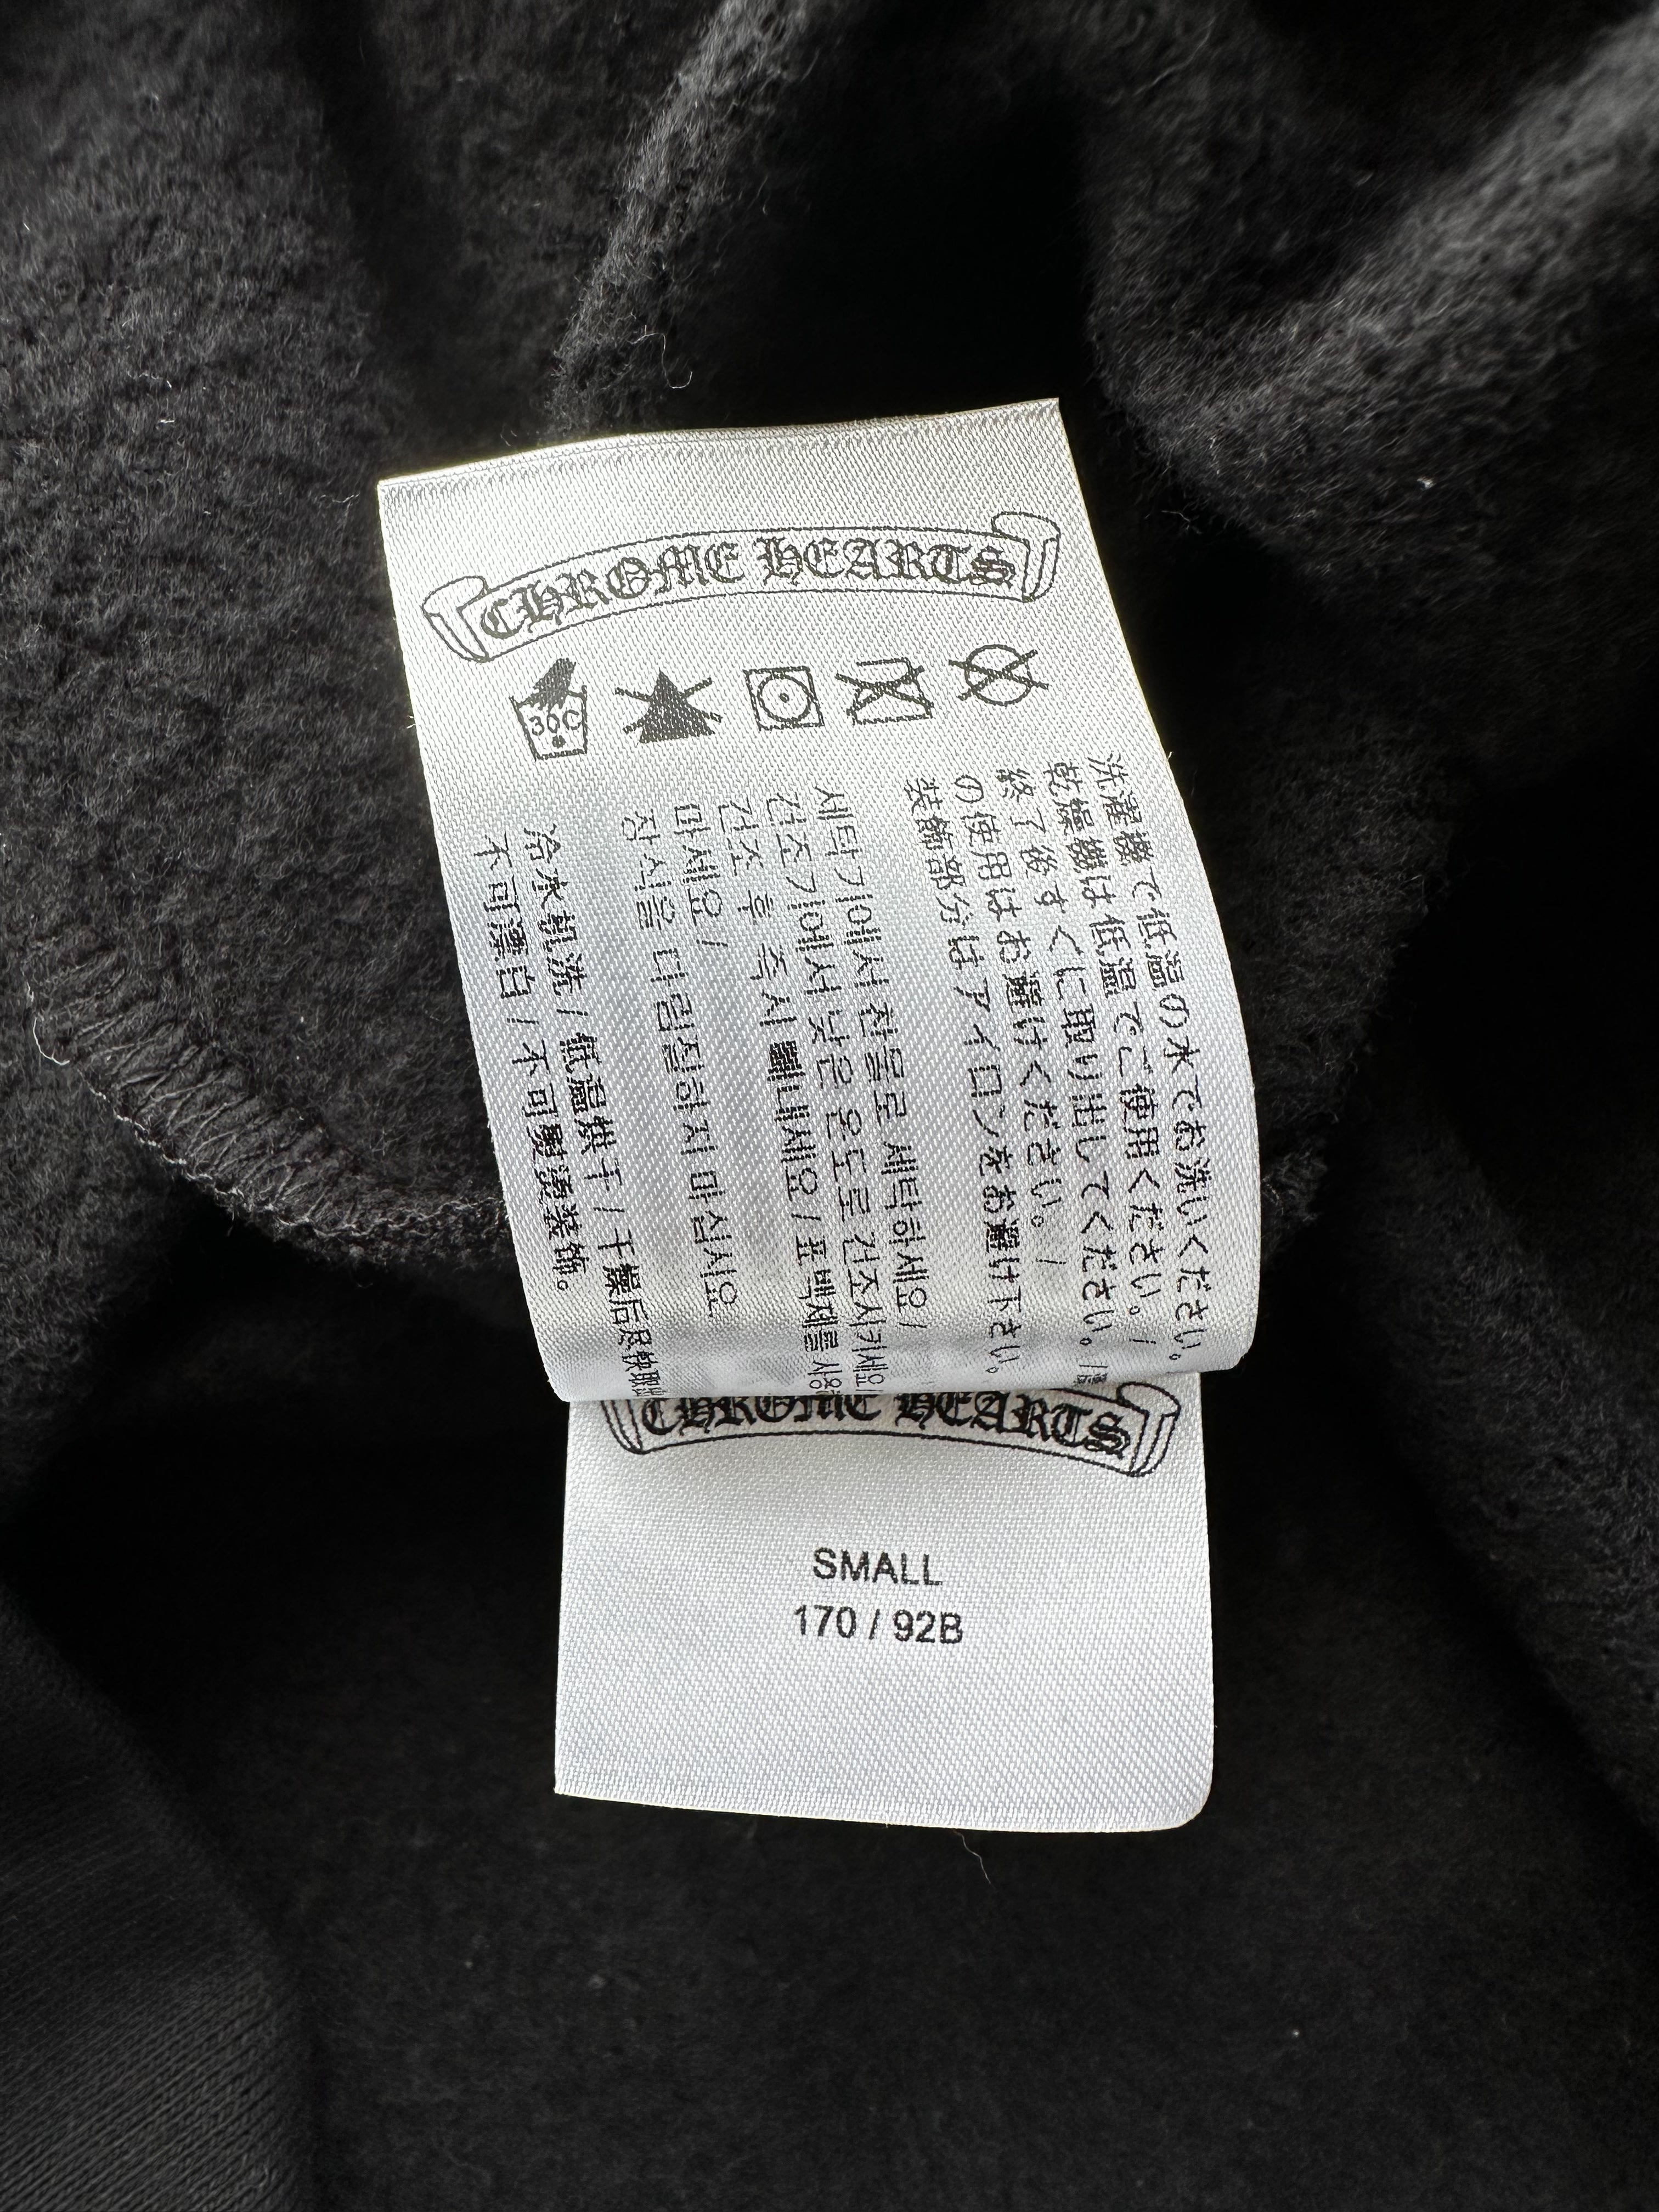 CHROME HEARTS
30C
洗濯機で低温の水でお洗いください。
乾燥機は低温でご使用ください。/
終了後すぐに取り出してください。/
の使用はお避けください。/
装飾部分はアイロンをお避け下さい。
세탁기에서 찬물로 세탁하세요 /
건조기에서 낮은 온도로 건조시키세요 /
건조 후 즉시 빼내세요 / 표백제를 사용
마세요 /
장식을 다림질하지 마십시요
冷水机洗 / 低温烘干 / 干燥后尽快取出
不可漂白 / 不可熨烫装饰。
CHROME HEARTS
SMALL
170 / 92B